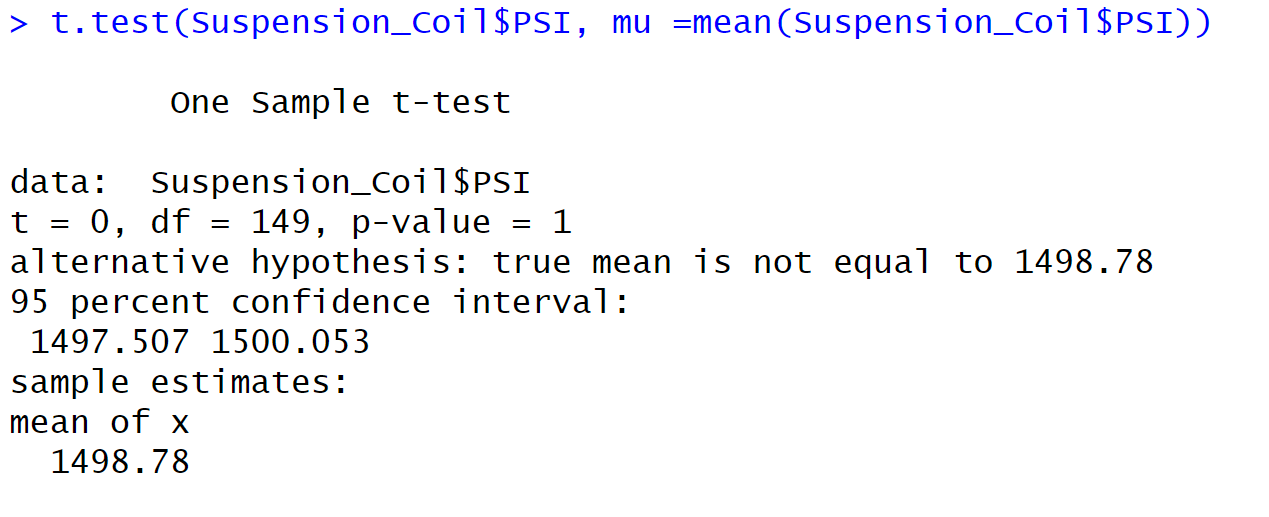 > t.test(Suspension_Coil$PSI, mu =mean(Suspension_Coil$PSI))
One Sample t-test
data:  Suspension_Coil$PSI
t = 0, df = 149, p-value = 1
alternative hypothesis: true mean is not equal to 1498.78
95 percent confidence interval:
1497.507 1500.053
sample estimates:
mean of x
1498.78